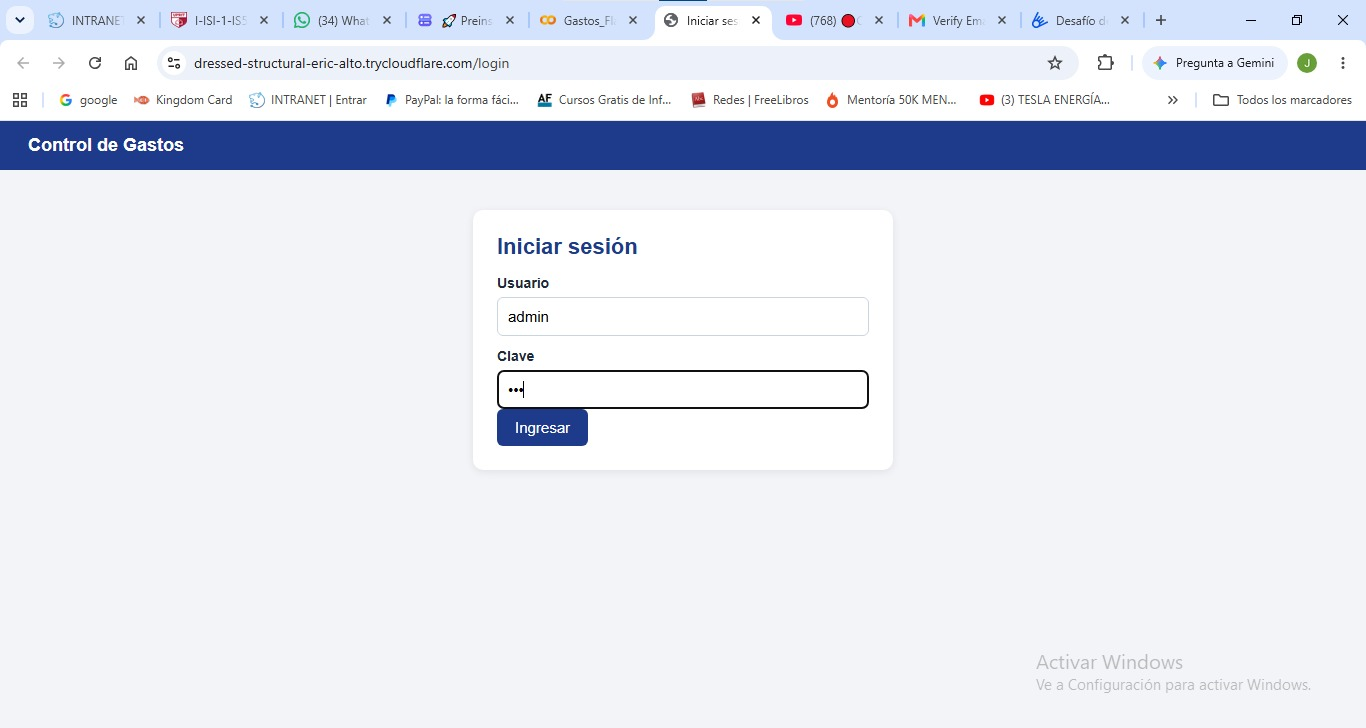 INTRANE
I-ISI-1-IS5
(34) What
Preins
Gastos_Fl
Iniciar ses
(768)
Verify Ema
Desafío d
dressed-structural-eric-alto.trycloudflare.com/login
Pregunta a Gemini
J
google
Kingdom Card
INTRANET | Entrar
PayPal: la forma fáci...
AF
Cursos Gratis de Inf...
Redes | FreeLibros
Mentoría 50K MEN...
(3) TESLA ENERGÍA...
Todos los marcadores
Control de Gastos
Iniciar sesión
Usuario
admin
Clave
•••
Ingresar
Activar Windows
Ve a Configuración para activar Windows.